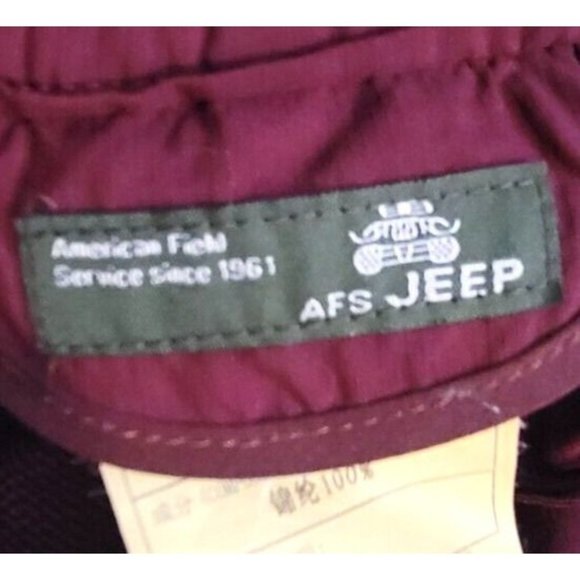 American Field
Service since 1961
AFS JEEP
锦纶100%